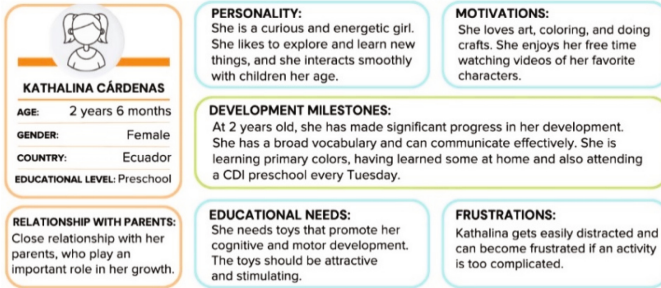 KATHALINA CÁRDENAS
AGE: 2 years 6 months
GENDER: Female
COUNTRY: Ecuador
EDUCATIONAL LEVEL: Preschool
PERSONALITY:
She is a curious and energetic girl.
She likes to explore and learn new
things, and she interacts smoothly
with children her age.
MOTIVATIONS:
She loves art, coloring, and doing
crafts. She enjoys her free time
watching videos of her favorite
characters.
DEVELOPMENT MILESTONES:
At 2 years old, she has made significant progress in her development.
She has a broad vocabulary and can communicate effectively. She is
learning primary colors, having learned some at home and also attending
a CDI preschool every Tuesday.
RELATIONSHIP WITH PARENTS:
Close relationship with her
parents, who play an
important role in her growth.
EDUCATIONAL NEEDS:
She needs toys that promote her
cognitive and motor development.
The toys should be attractive
and stimulating.
FRUSTRATIONS:
Kathalina gets easily distracted and
can become frustrated if an activity
is too complicated.